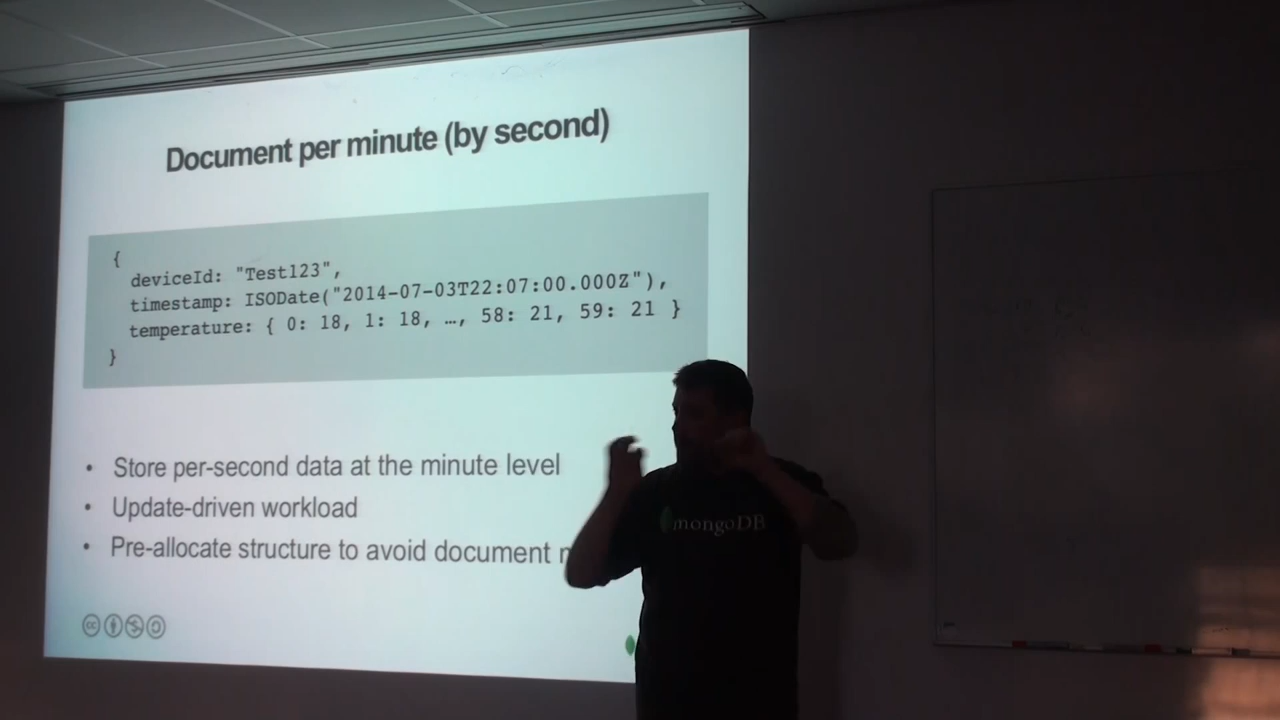 Document per minute (by second)
{
deviceId: "Test123",
timestamp: ISODate("2014-07-03T22:07:00.000Z"),
temperature: { 0: 18, 1: 18, …, 58: 21, 59: 21 }
}
• Store per-second data at the minute level
• Update-driven workload
• Pre-allocate structure to avoid document
mongoDB
cc